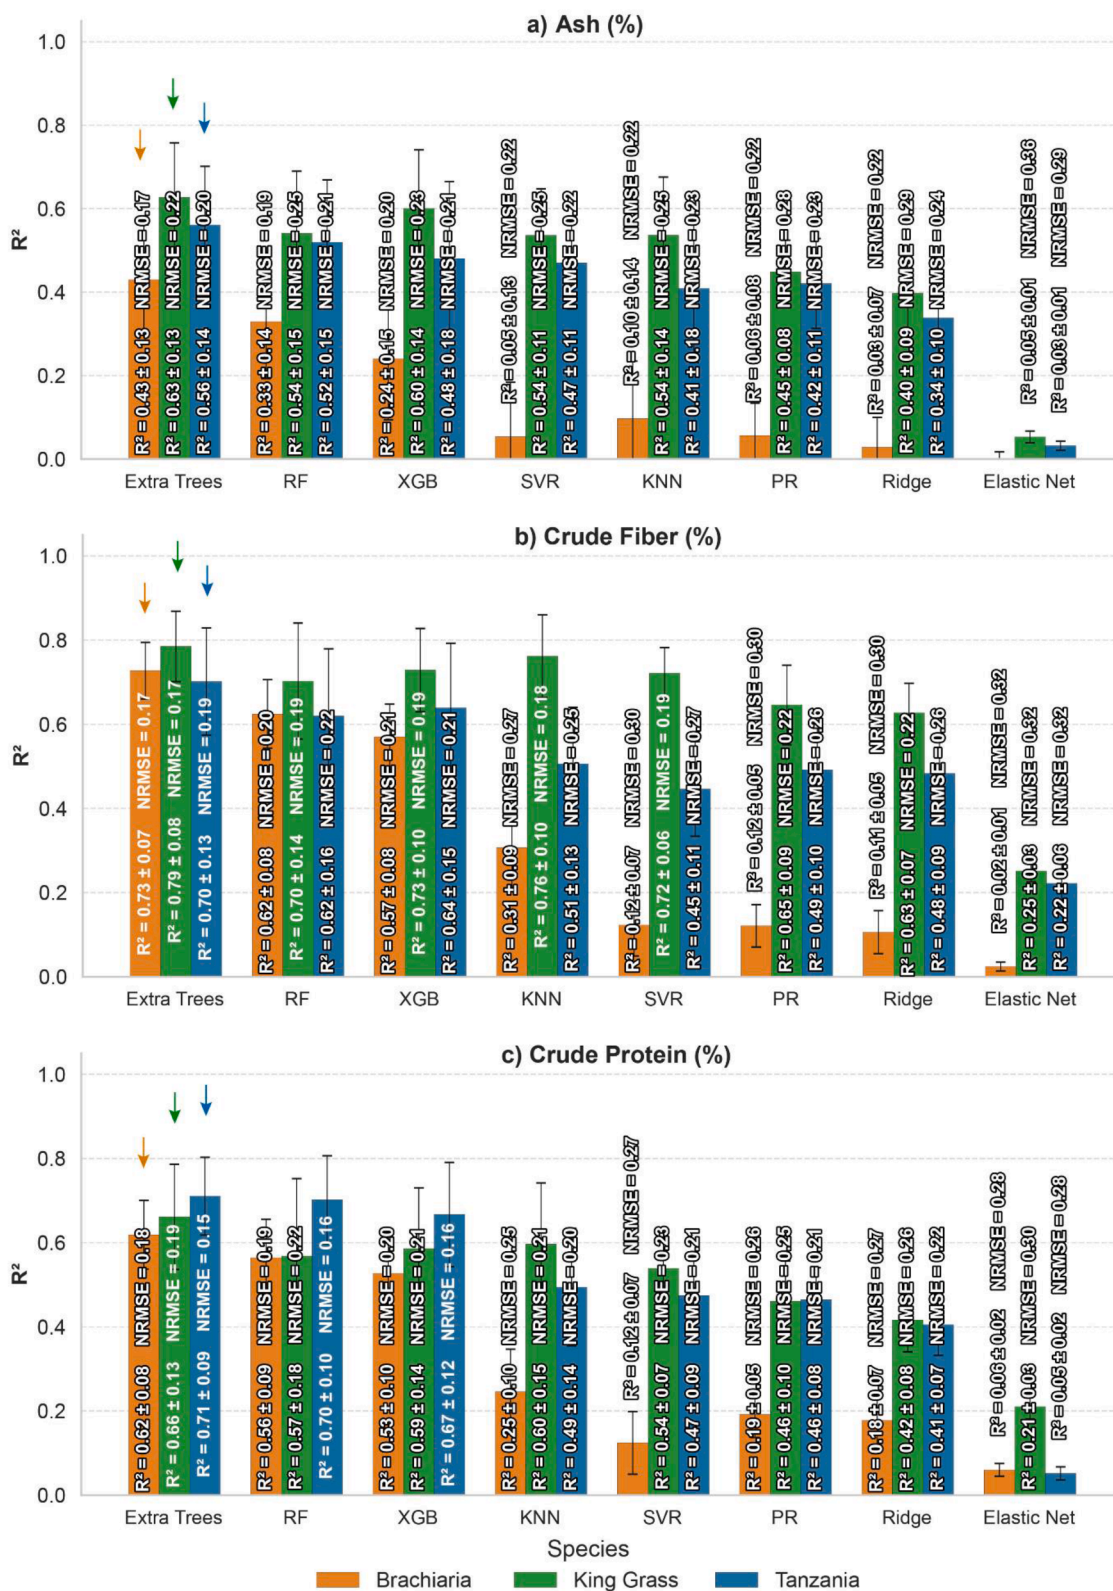 a) Ash (%)
1.0
0.8
0.6
0.4
0.2
0.0
R²
R² = 0.43 ± 0.13 NRMSE = 0.17
R² = 0.63 ± 0.13 NRMSE = 0.22
R² = 0.56 ± 0.14 NRMSE = 0.20
R² = 0.33 ± 0.14 NRMSE = 0.19
R² = 0.54 ± 0.15 NRMSE = 0.25
R² = 0.52 ± 0.15 NRMSE = 0.21
R² = 0.24 ± 0.15 NRMSE = 0.20
R² = 0.60 ± 0.14 NRMSE = 0.23
R² = 0.48 ± 0.18 NRMSE = 0.21
R² = 0.05 ± 0.13 NRMSE = 0.22
R² = 0.54 ± 0.11 NRMSE = 0.25
R² = 0.47 ± 0.11 NRMSE = 0.22
R² = 0.10 ± 0.14 NRMSE = 0.22
R² = 0.54 ± 0.14 NRMSE = 0.25
R² = 0.41 ± 0.18 NRMSE = 0.23
R² = 0.06 ± 0.08 NRMSE = 0.22
R² = 0.45 ± 0.08 NRMSE = 0.28
R² = 0.42 ± 0.11 NRMSE = 0.23
R² = 0.03 ± 0.07 NRMSE = 0.22
R² = 0.40 ± 0.09 NRMSE = 0.29
R² = 0.34 ± 0.10 NRMSE = 0.24
R² = 0.05 ± 0.01 NRMSE = 0.36
R² = 0.03 ± 0.01 NRMSE = 0.29
Extra Trees RF XGB SVR KNN PR Ridge Elastic Net
b) Crude Fiber (%)
1.0
0.8
0.6
0.4
0.2
0.0
R²
R² = 0.73 ± 0.07 NRMSE = 0.17
R² = 0.79 ± 0.08 NRMSE = 0.17
R² = 0.70 ± 0.13 NRMSE = 0.19
R² = 0.62 ± 0.08 NRMSE = 0.20
R² = 0.70 ± 0.14 NRMSE = 0.19
R² = 0.62 ± 0.16 NRMSE = 0.22
R² = 0.57 ± 0.08 NRMSE = 0.21
R² = 0.73 ± 0.10 NRMSE = 0.19
R² = 0.64 ± 0.15 NRMSE = 0.21
R² = 0.31 ± 0.09 NRMSE = 0.27
R² = 0.76 ± 0.10 NRMSE = 0.18
R² = 0.51 ± 0.13 NRMSE = 0.25
R² = 0.12 ± 0.07 NRMSE = 0.30
R² = 0.72 ± 0.06 NRMSE = 0.19
R² = 0.45 ± 0.11 NRMSE = 0.27
R² = 0.12 ± 0.05 NRMSE = 0.30
R² = 0.65 ± 0.09 NRMSE = 0.22
R² = 0.49 ± 0.10 NRMSE = 0.26
R² = 0.11 ± 0.05 NRMSE = 0.30
R² = 0.63 ± 0.07 NRMSE = 0.22
R² = 0.48 ± 0.09 NRMSE = 0.26
R² = 0.02 ± 0.01 NRMSE = 0.32
R² = 0.25 ± 0.03 NRMSE = 0.32
R² = 0.22 ± 0.06 NRMSE = 0.32
Extra Trees RF XGB KNN SVR PR Ridge Elastic Net
c) Crude Protein (%)
1.0
0.8
0.6
0.4
0.2
0.0
R²
R² = 0.62 ± 0.08 NRMSE = 0.18
R² = 0.66 ± 0.13 NRMSE = 0.19
R² = 0.71 ± 0.09 NRMSE = 0.15
R² = 0.56 ± 0.09 NRMSE = 0.19
R² = 0.57 ± 0.18 NRMSE = 0.22
R² = 0.70 ± 0.10 NRMSE = 0.16
R² = 0.53 ± 0.10 NRMSE = 0.20
R² = 0.59 ± 0.14 NRMSE = 0.21
R² = 0.67 ± 0.12 NRMSE = 0.16
R² = 0.25 ± 0.10 NRMSE = 0.25
R² = 0.60 ± 0.15 NRMSE = 0.21
R² = 0.49 ± 0.14 NRMSE = 0.20
R² = 0.12 ± 0.07 NRMSE = 0.27
R² = 0.54 ± 0.07 NRMSE = 0.23
R² = 0.47 ± 0.09 NRMSE = 0.21
R² = 0.19 ± 0.05 NRMSE = 0.26
R² = 0.46 ± 0.10 NRMSE = 0.25
R² = 0.46 ± 0.08 NRMSE = 0.21
R² = 0.18 ± 0.07 NRMSE = 0.27
R² = 0.42 ± 0.08 NRMSE = 0.26
R² = 0.41 ± 0.07 NRMSE = 0.22
R² = 0.06 ± 0.02 NRMSE = 0.28
R² = 0.21 ± 0.03 NRMSE = 0.30
R² = 0.05 ± 0.02 NRMSE = 0.28
Extra Trees RF XGB KNN SVR PR Ridge Elastic Net
Species
Brachiaria King Grass Tanzania